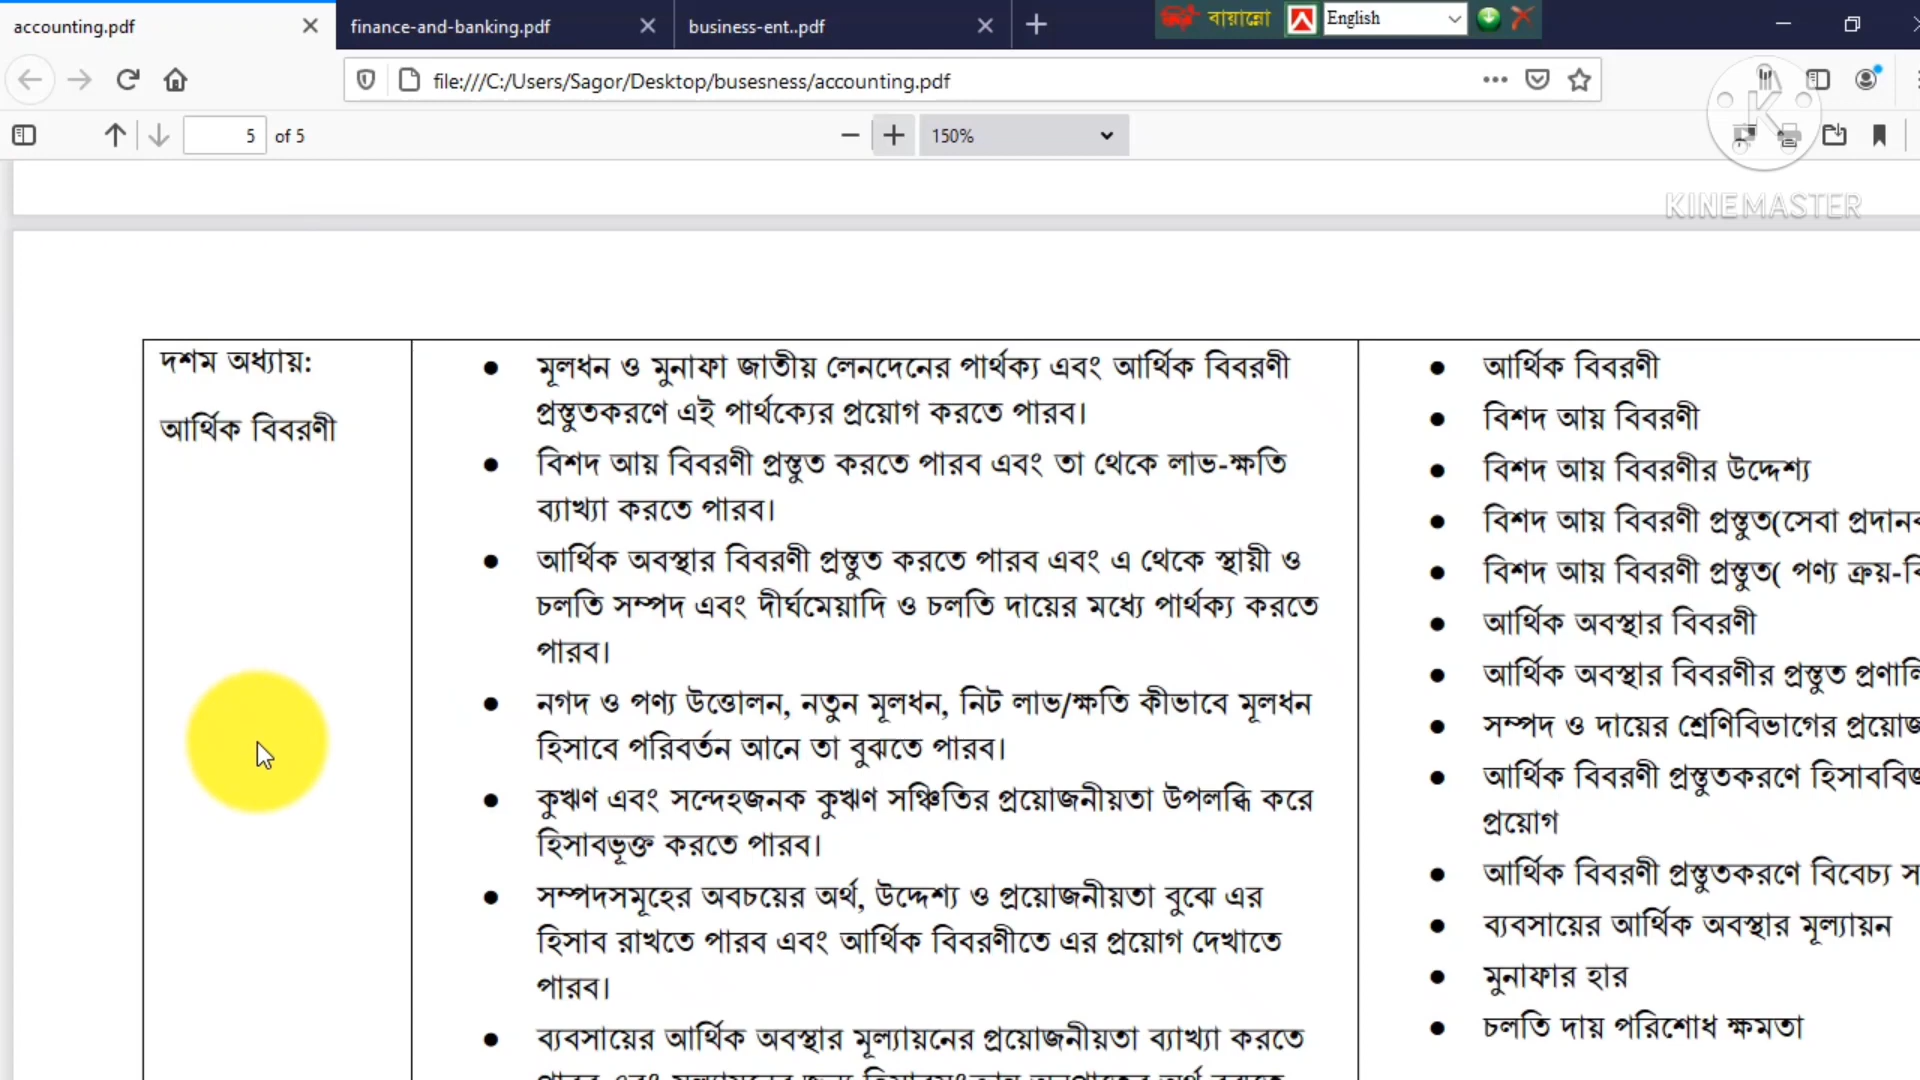 accounting.pdf
finance-and-banking.pdf
business-ent..pdf
বায়ান্নো
English
file:///C:/Users/Sagor/Desktop/busesness/accounting.pdf
5 of 5
150%
KINEMASTER
দশম অধ্যায়:
আর্থিক বিবরণী
মূলধন ও মুনাফা জাতীয় লেনদেনের পার্থক্য এবং আর্থিক বিবরণী
প্রস্তুতকরণে এই পার্থক্যের প্রয়োগ করতে পারব।
বিশদ আয় বিবরণী প্রস্তুত করতে পারব এবং তা থেকে লাভ-ক্ষতি
ব্যাখ্যা করতে পারব।
আর্থিক অবস্থার বিবরণী প্রস্তুত করতে পারব এবং এ থেকে স্থায়ী ও
চলতি সম্পদ এবং দীর্ঘমেয়াদি ও চলতি দায়ের মধ্যে পার্থক্য করতে
পারব।
নগদ ও পণ্য উত্তোলন, নতুন মূলধন, নিট লাভ/ক্ষতি কীভাবে মূলধন
হিসাবে পরিবর্তন আনে তা বুঝতে পারব।
কুঋণ এবং সন্দেহজনক কুঋণ সঞ্চিতির প্রয়োজনীয়তা উপলব্ধি করে
হিসাবভূক্ত করতে পারব।
সম্পদসমূহের অবচয়ের অর্থ, উদ্দেশ্য ও প্রয়োজনীয়তা বুঝে এর
হিসাব রাখতে পারব এবং আর্থিক বিবরণীতে এর প্রয়োগ দেখাতে
পারব।
ব্যবসায়ের আর্থিক অবস্থার মূল্যায়নের প্রয়োজনীয়তা ব্যাখ্যা করতে
আর্থিক বিবরণী
বিশদ আয় বিবরণী
বিশদ আয় বিবরণীর উদ্দেশ্য
বিশদ আয় বিবরণী প্রস্তুত(সেবা
বিশদ আয় বিবরণী প্রস্তুত( পণ্য
আর্থিক অবস্থার বিবরণী
আর্থিক অবস্থার বিবরণীর প্রস্তুত
সম্পদ ও দায়ের শ্রেণিবিভাগের
আর্থিক বিবরণী প্রস্তুতকরণে
প্রয়োগ
আর্থিক বিবরণী প্রস্তুতকরণে বিবেচ্য
ব্যবসায়ের আর্থিক অবস্থার মূল্যায়ন
মুনাফার হার
চলতি দায় পরিশোধ ক্ষমতা